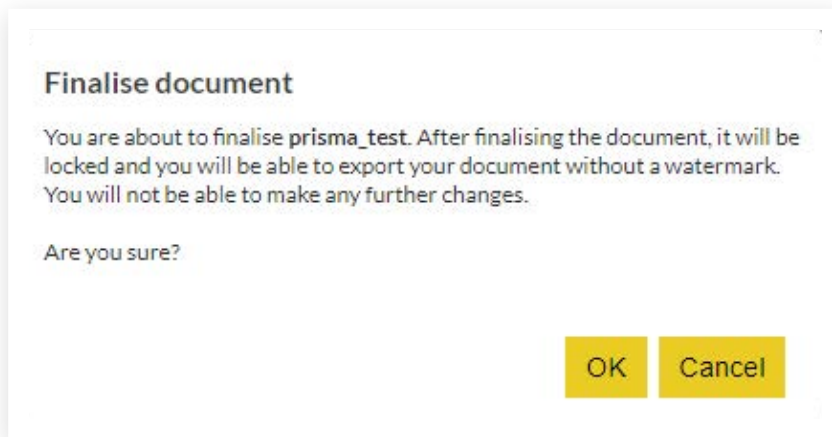 Finalise document
You are about to finalise prisma_test. After finalising the document, it will be
locked and you will be able to export your document without a watermark.
You will not be able to make any further changes.
Are you sure?
OK Cancel